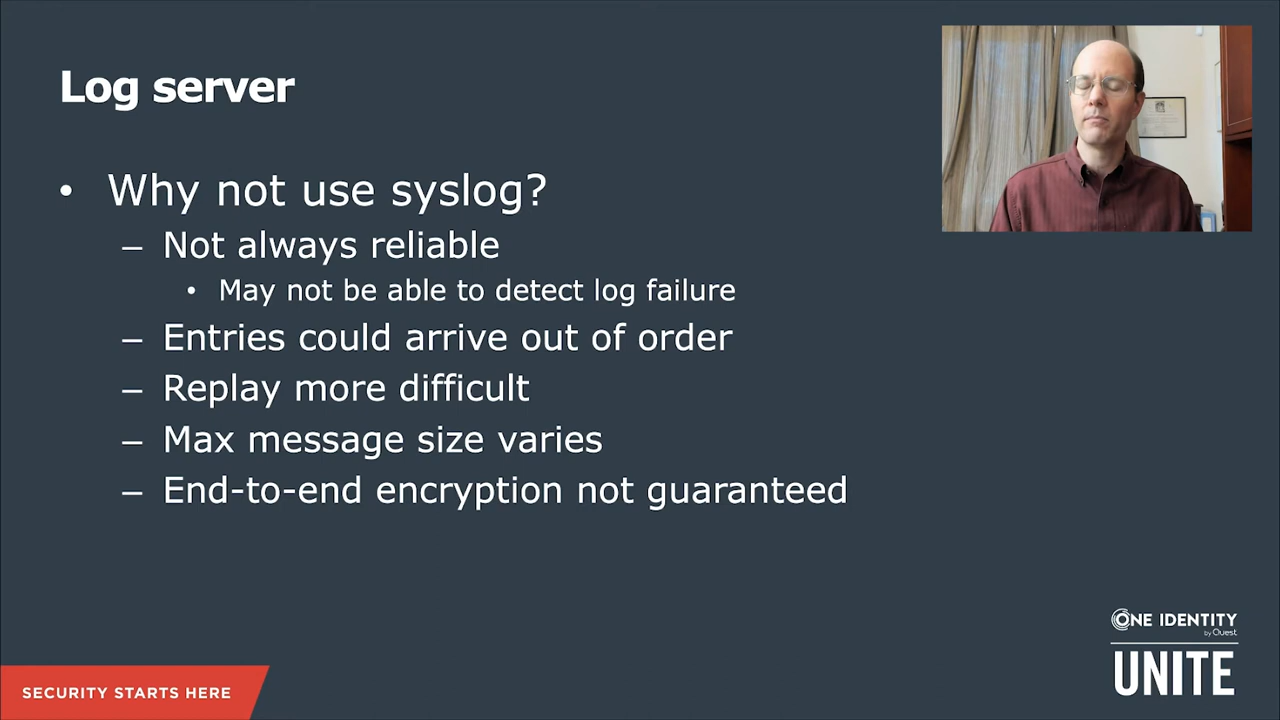 Log server
• Why not use syslog?
– Not always reliable
• May not be able to detect log failure
– Entries could arrive out of order
– Replay more difficult
– Max message size varies
– End-to-end encryption not guaranteed
ONE IDENTITY
by Quest
UNITE
SECURITY STARTS HERE